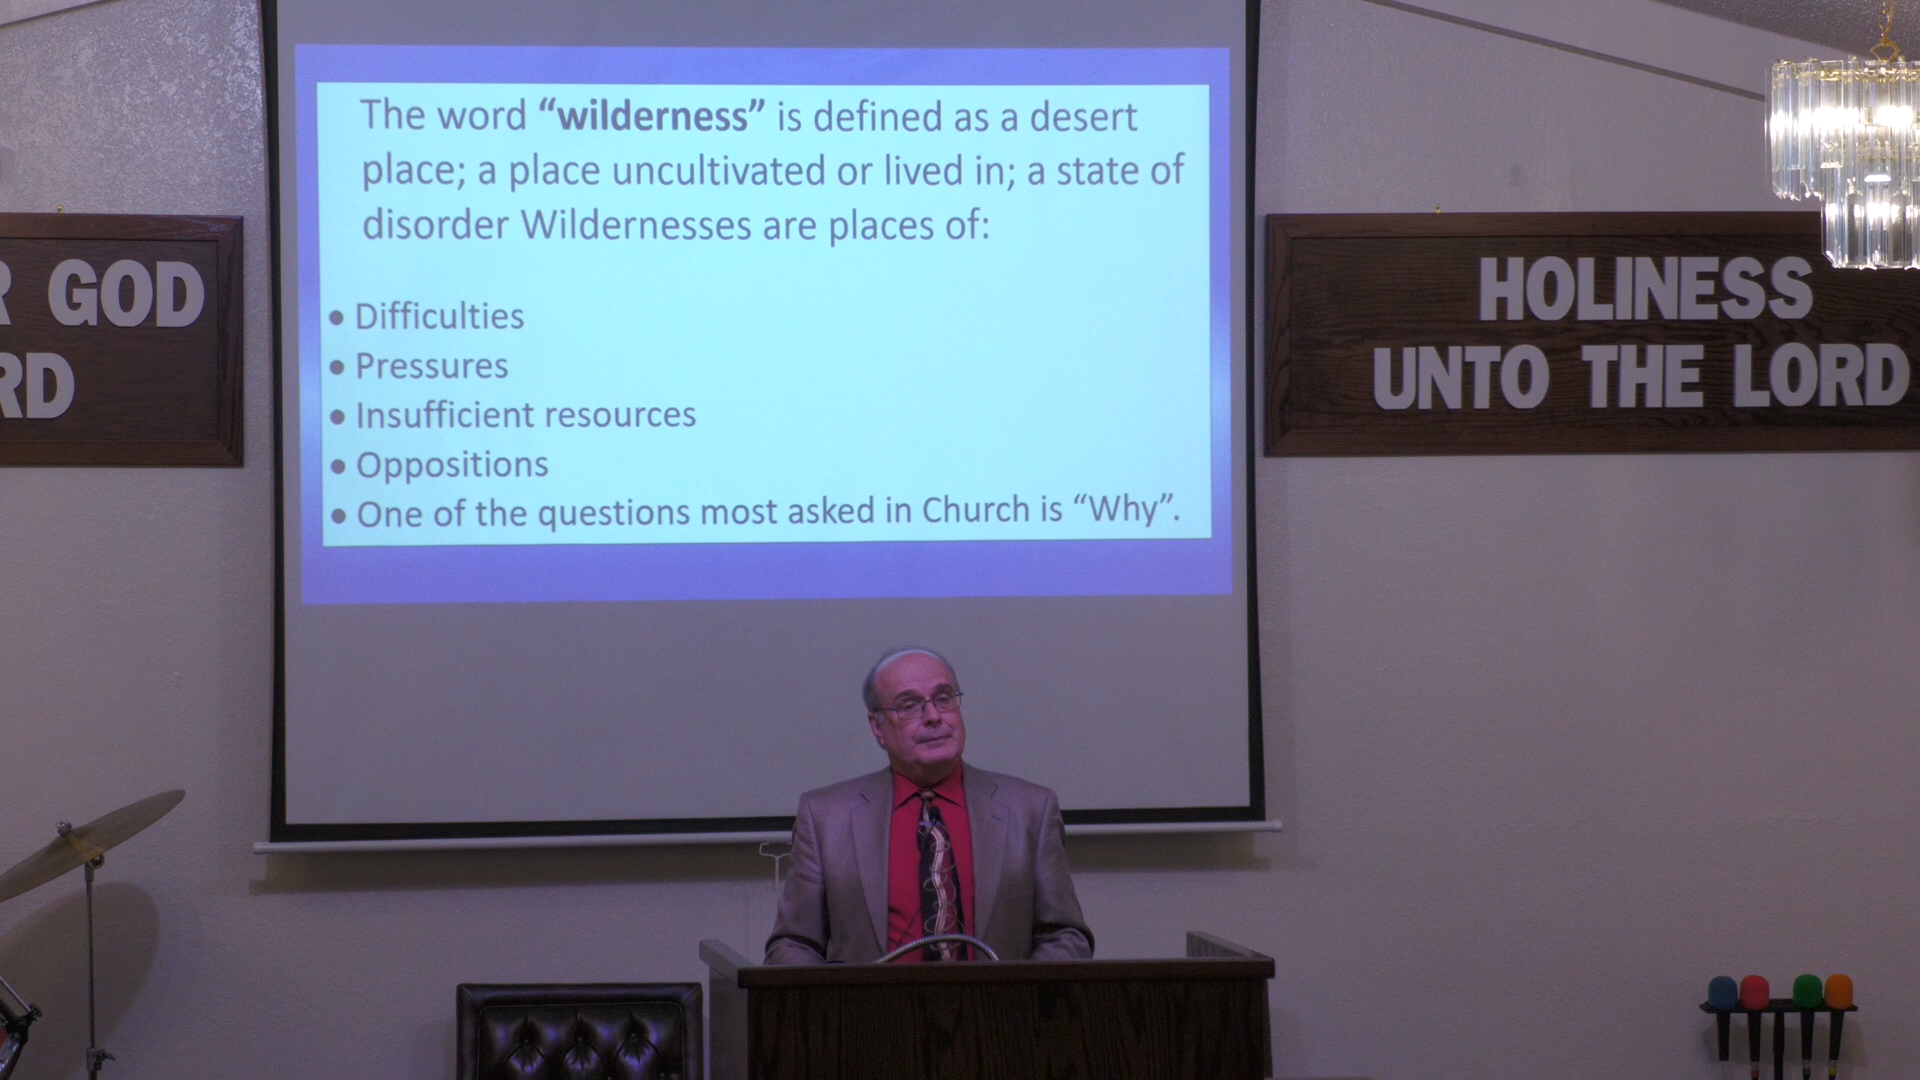 The word “wilderness” is defined as a desert
place; a place uncultivated or lived in; a state of
disorder Wildernesses are places of:
• Difficulties
• Pressures
• Insufficient resources
• Oppositions
• One of the questions most asked in Church is “Why”.
GOD
HOLINESS
UNTO THE LORD